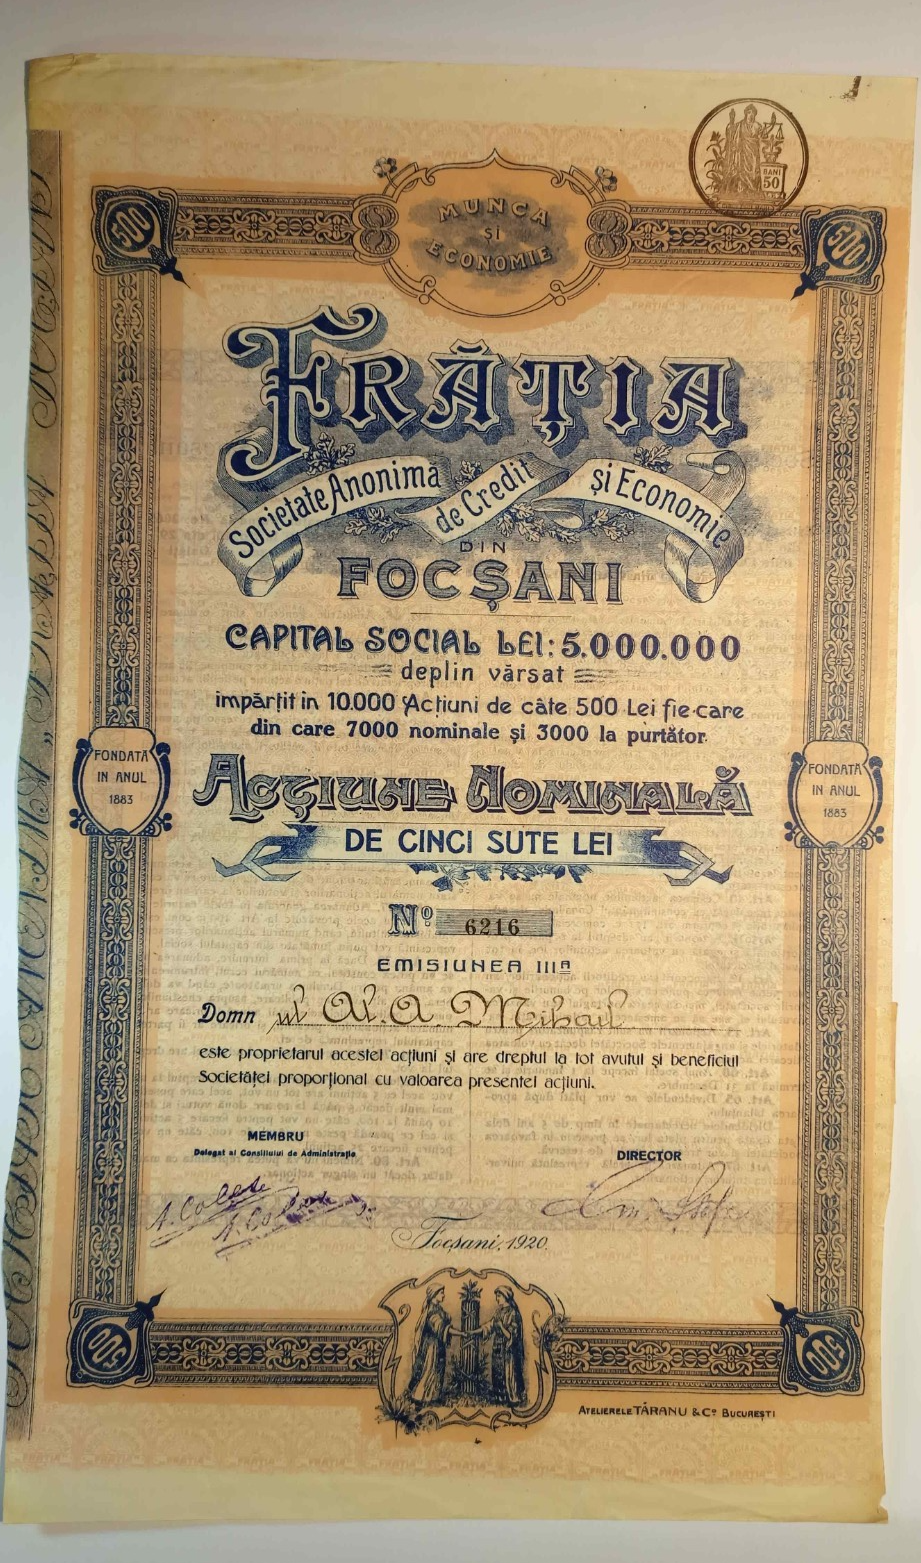 BANI
50
MUNCA
ȘI
ECONOMIE
500
500
FRĂȚIA
Societate Anonimă de Credit și Economie
DIN
FOCȘANI
CAPITAL SOCIAL LEI: 5.000.000
deplin vărsat
împărțit in 10.000 Acțiuni de câte 500 Lei fie-care
din care 7000 nominale și 3000 la purtător
FONDATĂ
IN ANUL
1883
FONDATĂ
IN ANUL
1883
ACȚIUNE NOMINALĂ
DE CINCI SUTE LEI
Nº 6216
EMISIUNEA IIIA
Domnul Al. A. Mihail
este proprietarul acestei acțiuni și are dreptul la tot avutul și beneficiul
Societăței proporțional cu valoarea presentei acțiuni.
MEMBRU
Delegat al Consiliului de Administrație
DIRECTOR
Focșani, 1920.
500
500
ATELIERELE TĂRANU & Cº BUCUREȘTI